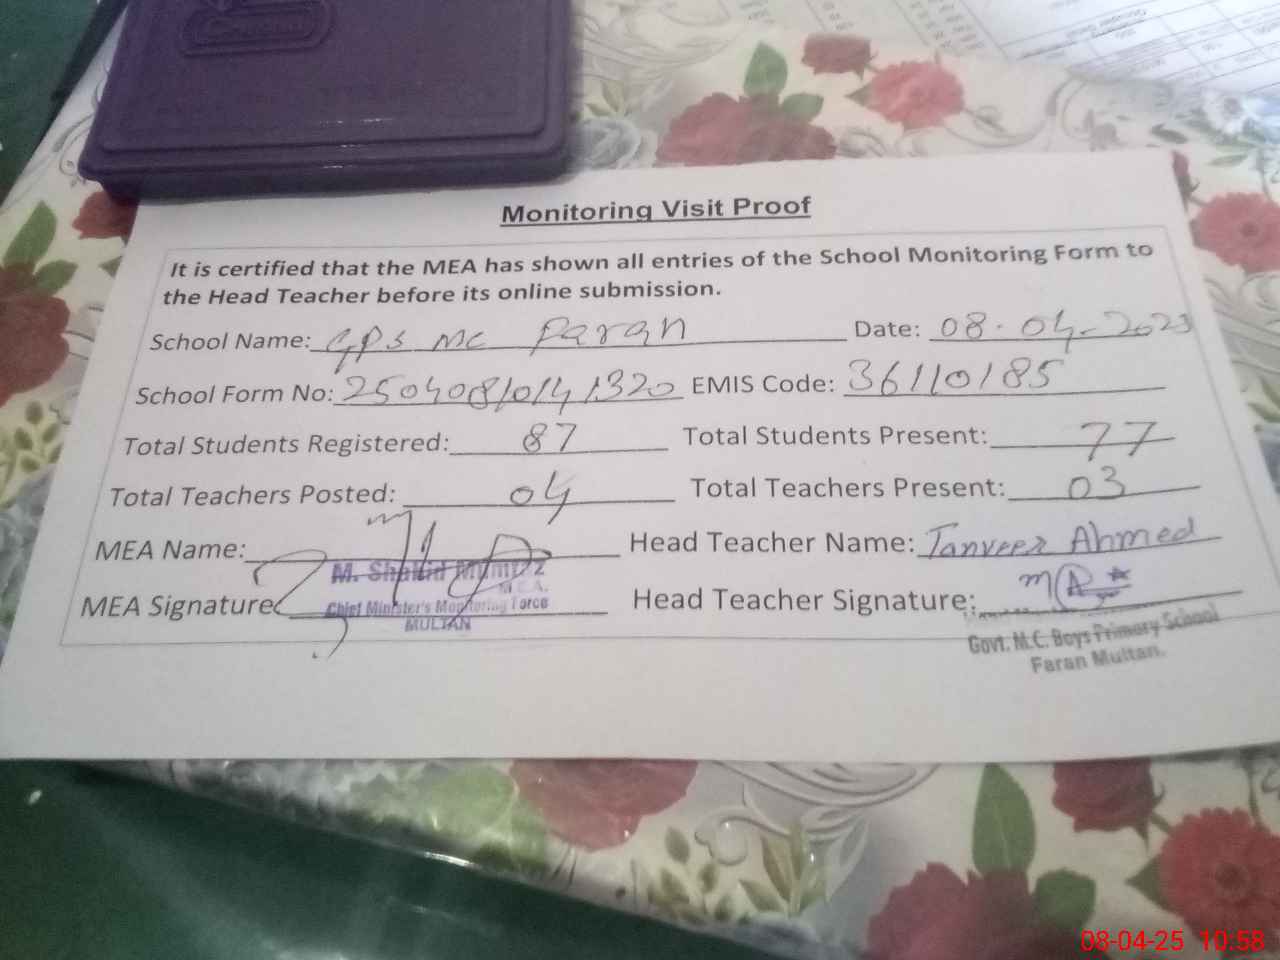 Monitoring Visit Proof
It is certified that the MEA has shown all entries of the School Monitoring Form to
the Head Teacher before its online submission.
School Name: GPS MC Faran Date: 08-04-2025
School Form No: 25040810141320 EMIS Code: 36110185
Total Students Registered: 87 Total Students Present: 77
Total Teachers Posted: 04 Total Teachers Present: 03
MEA Name: Head Teacher Name: Tanveer Ahmed
M. Shahid Mumtaz
M.E.A.
MEA Signature Head Teacher Signature:
Chief Minister's Monitoring Force
MULTAN
Govt. M.C. Boys Primary School
Faran Multan.
08-04-25 10:58